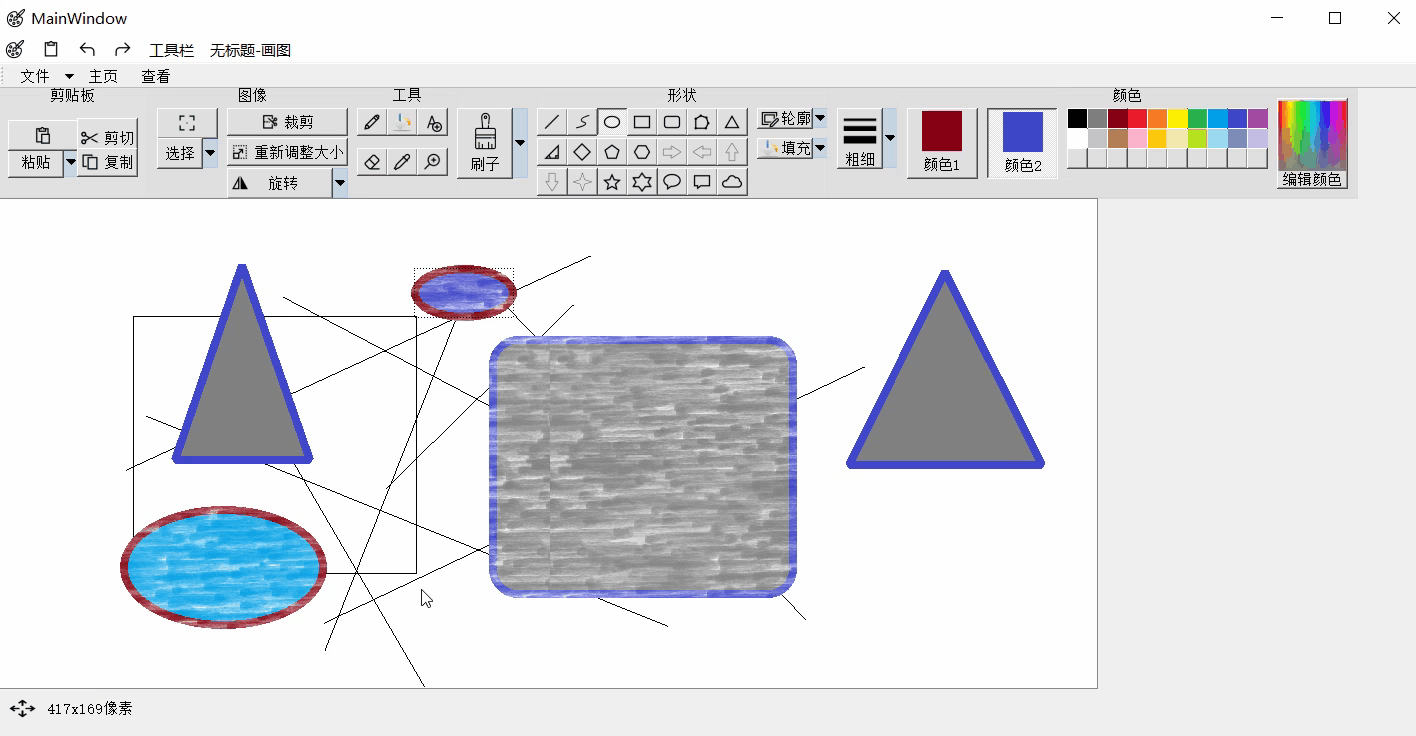 MainWindow
工具栏 无标题-画图
文件 主页 查看
剪贴板 图像 工具 形状 颜色
粘贴 剪切 复制
选择 裁剪 重新调整大小 旋转
刷子
轮廓 填充
粗细
颜色1 颜色2
编辑颜色
417x169像素